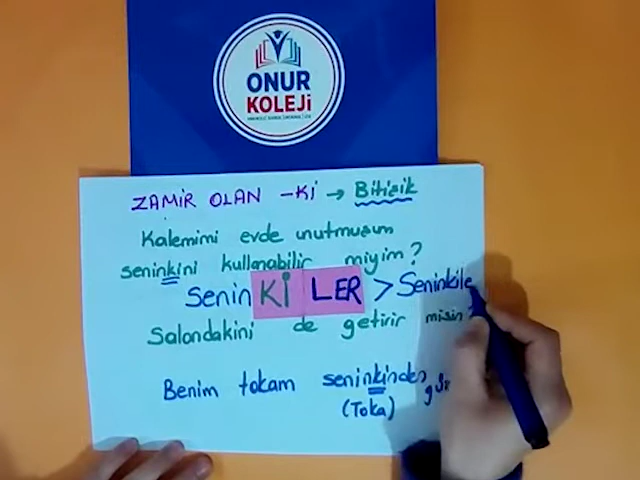 ONUR
KOLEJİ
ZAMİR OLAN -Kİ → Bitişik
Kalemimi evde unutmuşum
seninkini kullanabilir miyim?
Senin Kİ LER > Seninkile
Salondakini de getirir misin
Benim tokam seninkinden
(Toka)